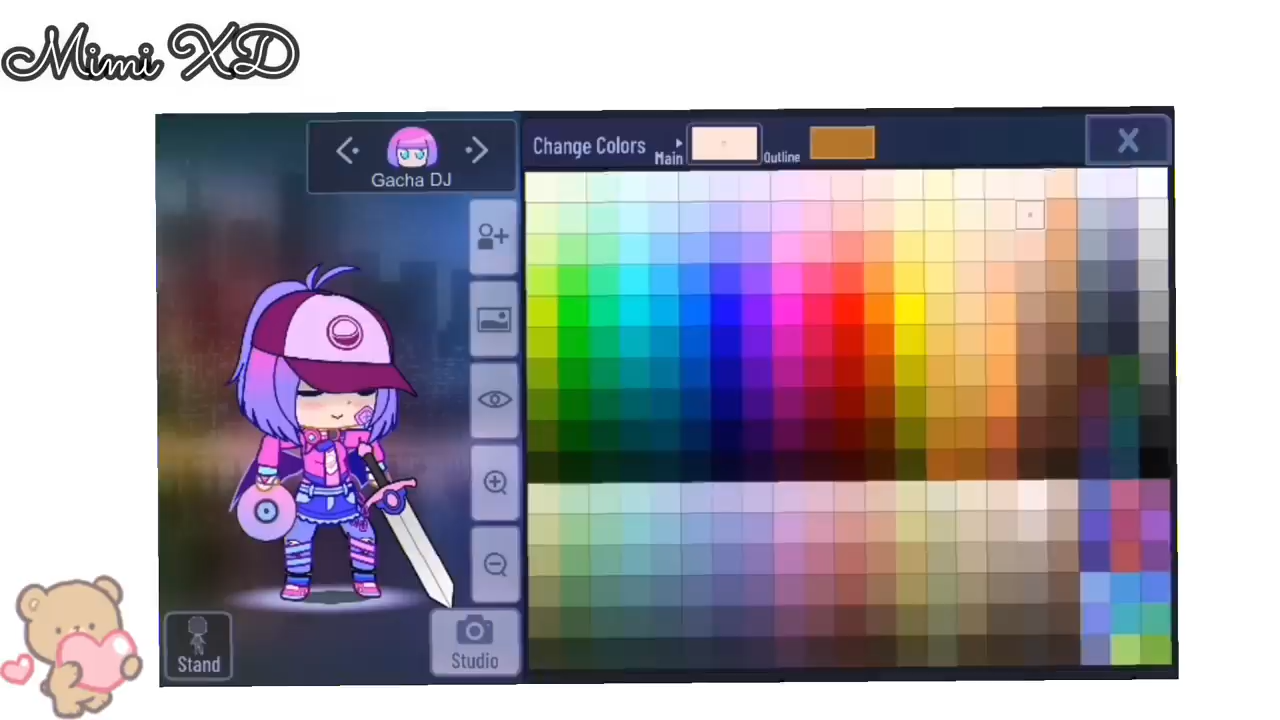 Mimi XD
Gacha DJ
Change Colors
Main
Outline
X
Stand
Studio